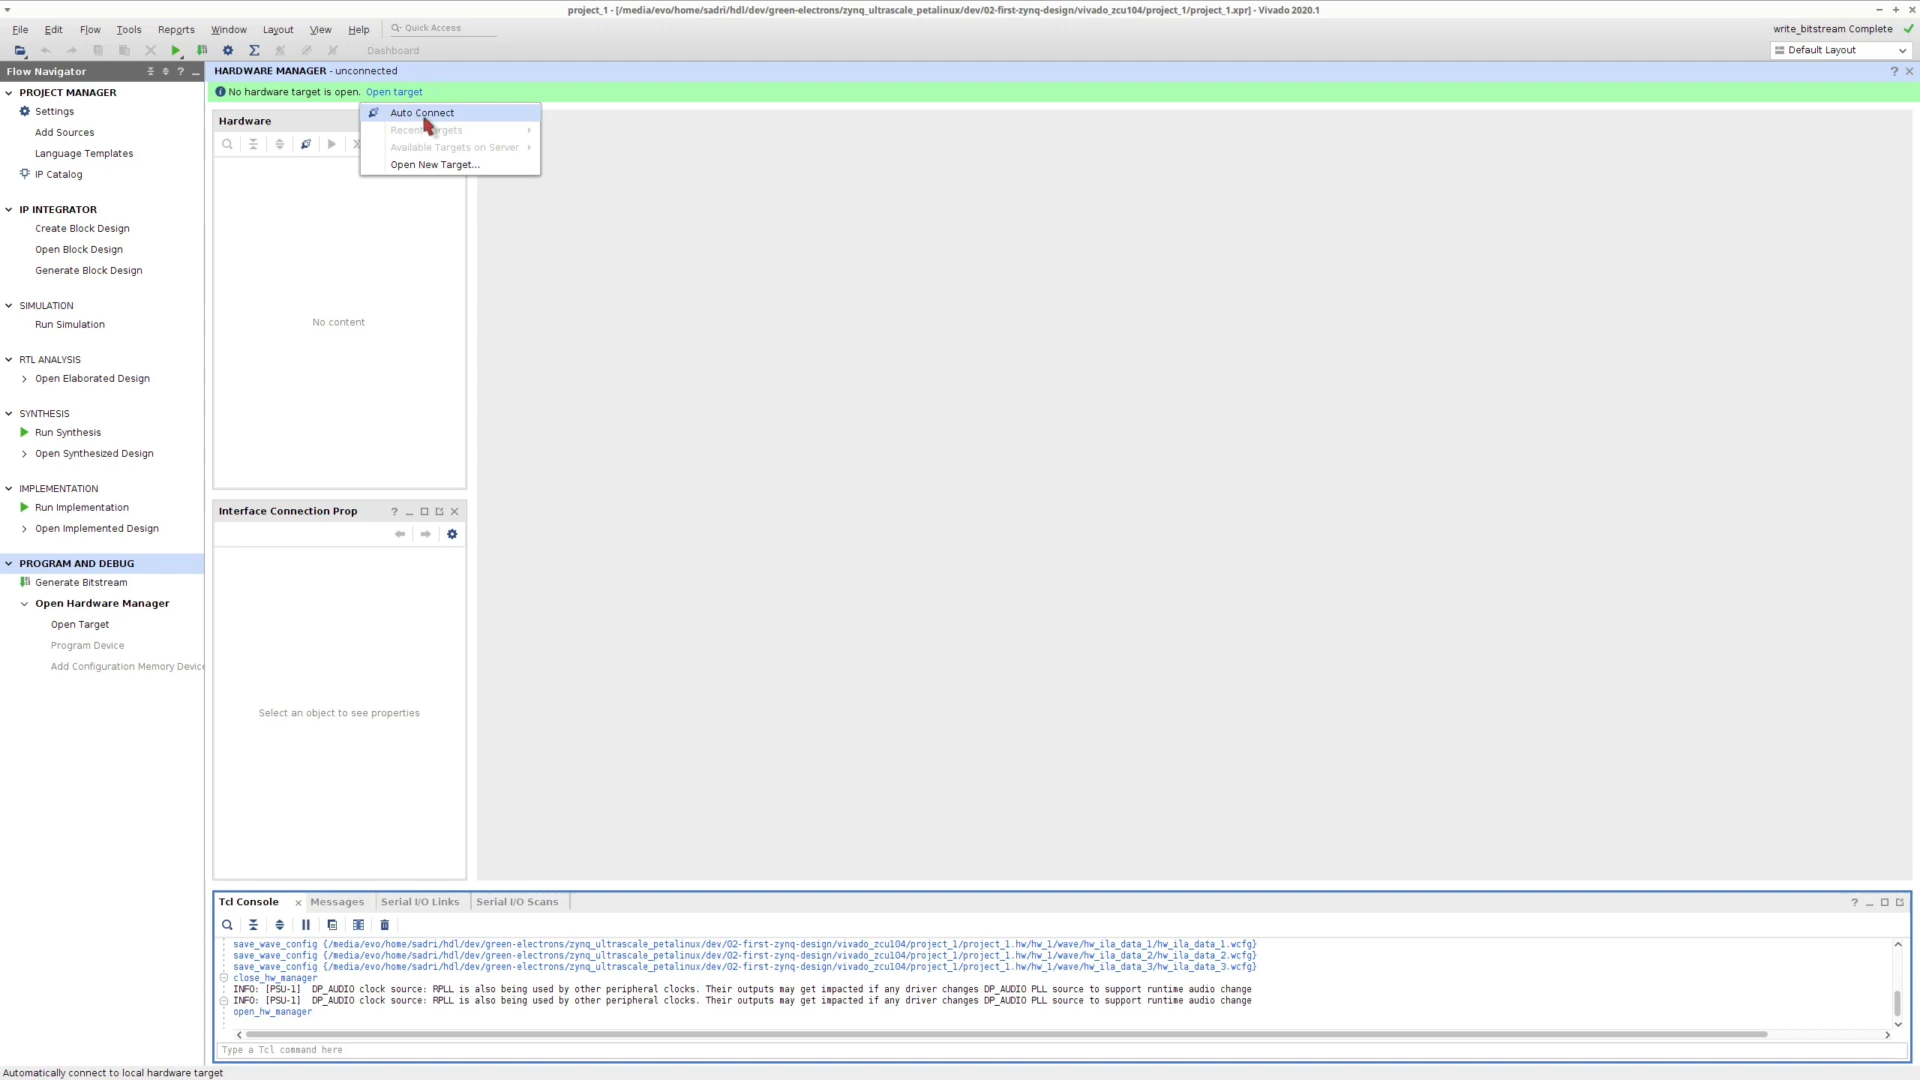 project_1 - [/media/evo/home/sadri/hdl/dev/green-electrons/zynq_ultrascale_petalinux/dev/02-first-zynq-design/vivado_zcu104/project_1/project_1.xpr] - Vivado 2020.1
File Edit Flow Tools Reports Window Layout View Help Quick Access
write_bitstream Complete
Dashboard
Default Layout
Flow Navigator
PROJECT MANAGER
Settings
Add Sources
Language Templates
IP Catalog
IP INTEGRATOR
Create Block Design
Open Block Design
Generate Block Design
SIMULATION
Run Simulation
RTL ANALYSIS
Open Elaborated Design
SYNTHESIS
Run Synthesis
Open Synthesized Design
IMPLEMENTATION
Run Implementation
Open Implemented Design
PROGRAM AND DEBUG
Generate Bitstream
Open Hardware Manager
Open Target
Program Device
Add Configuration Memory Device
HARDWARE MANAGER - unconnected
No hardware target is open. Open target
Hardware
Auto Connect
Recent Targets
Available Targets on Server
Open New Target...
No content
Interface Connection Prop
Select an object to see properties
Tcl Console Messages Serial I/O Links Serial I/O Scans
save_wave_config {/media/evo/home/sadri/hdl/dev/green-electrons/zynq_ultrascale_petalinux/dev/02-first-zynq-design/vivado_zcu104/project_1/project_1.hw/hw_1/wave/hw_ila_data_1/hw_ila_data_1.wcfg}
save_wave_config {/media/evo/home/sadri/hdl/dev/green-electrons/zynq_ultrascale_petalinux/dev/02-first-zynq-design/vivado_zcu104/project_1/project_1.hw/hw_1/wave/hw_ila_data_2/hw_ila_data_2.wcfg}
save_wave_config {/media/evo/home/sadri/hdl/dev/green-electrons/zynq_ultrascale_petalinux/dev/02-first-zynq-design/vivado_zcu104/project_1/project_1.hw/hw_1/wave/hw_ila_data_3/hw_ila_data_3.wcfg}
close_hw_manager
INFO: [PSU-1] DP_AUDIO clock source: RPLL is also being used by other peripheral clocks. Their outputs may get impacted if any driver changes DP_AUDIO PLL source to support runtime audio change
INFO: [PSU-1] DP_AUDIO clock source: RPLL is also being used by other peripheral clocks. Their outputs may get impacted if any driver changes DP_AUDIO PLL source to support runtime audio change
open_hw_manager
Type a Tcl command here
Automatically connect to local hardware target